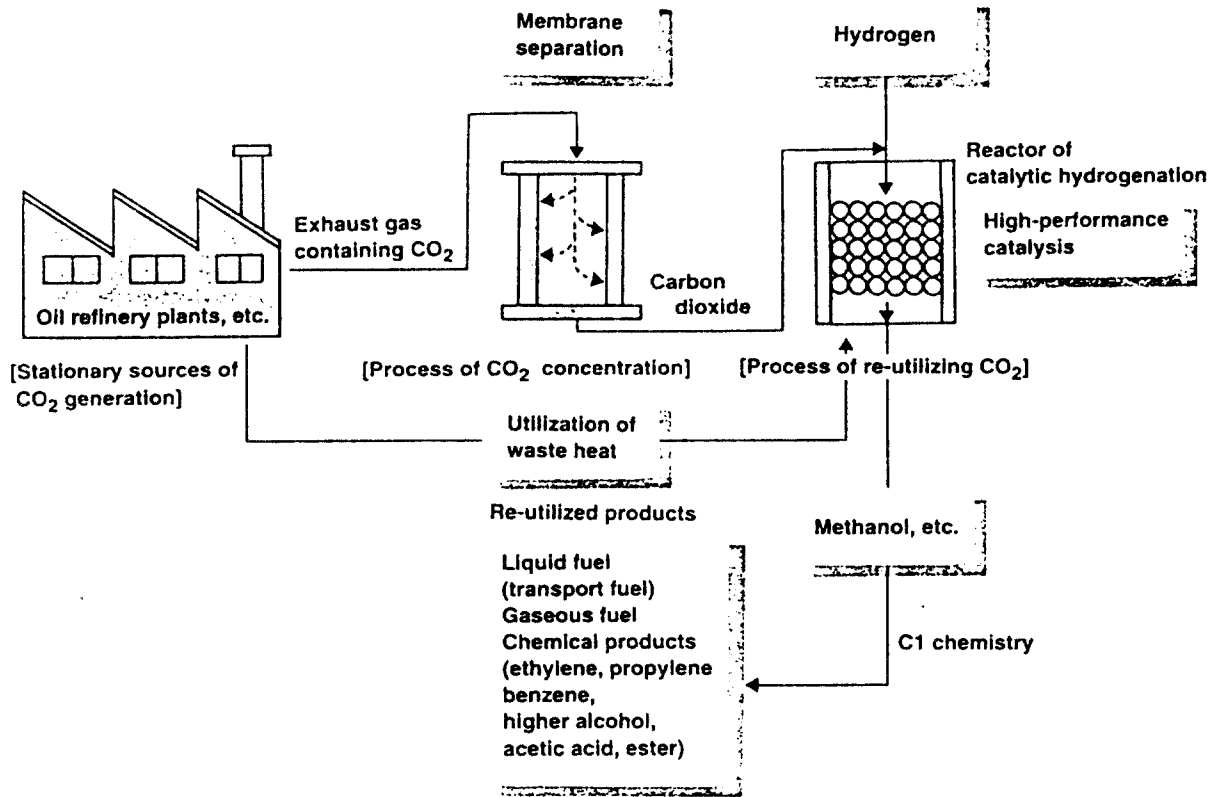 Membrane
separation
Hydrogen
Reactor of
catalytic hydrogenation
High-performance
catalysis
Exhaust gas
containing CO₂
Carbon
dioxide
Oil refinery plants, etc.
[Stationary sources of
CO₂ generation]
[Process of CO₂ concentration]
[Process of re-utilizing CO₂]
Utilization of
waste heat
Re-utilized products
Methanol, etc.
Liquid fuel
(transport fuel)
Gaseous fuel
Chemical products
(ethylene, propylene
benzene,
higher alcohol,
acetic acid, ester)
C1 chemistry